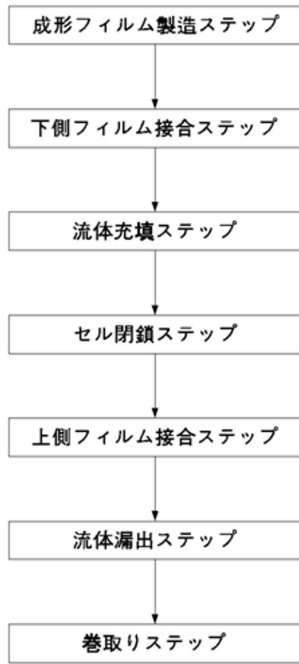 成形フィルム製造ステップ
下側フィルム接合ステップ
流体充填ステップ
セル閉鎖ステップ
上側フィルム接合ステップ
流体漏出ステップ
巻取りステップ